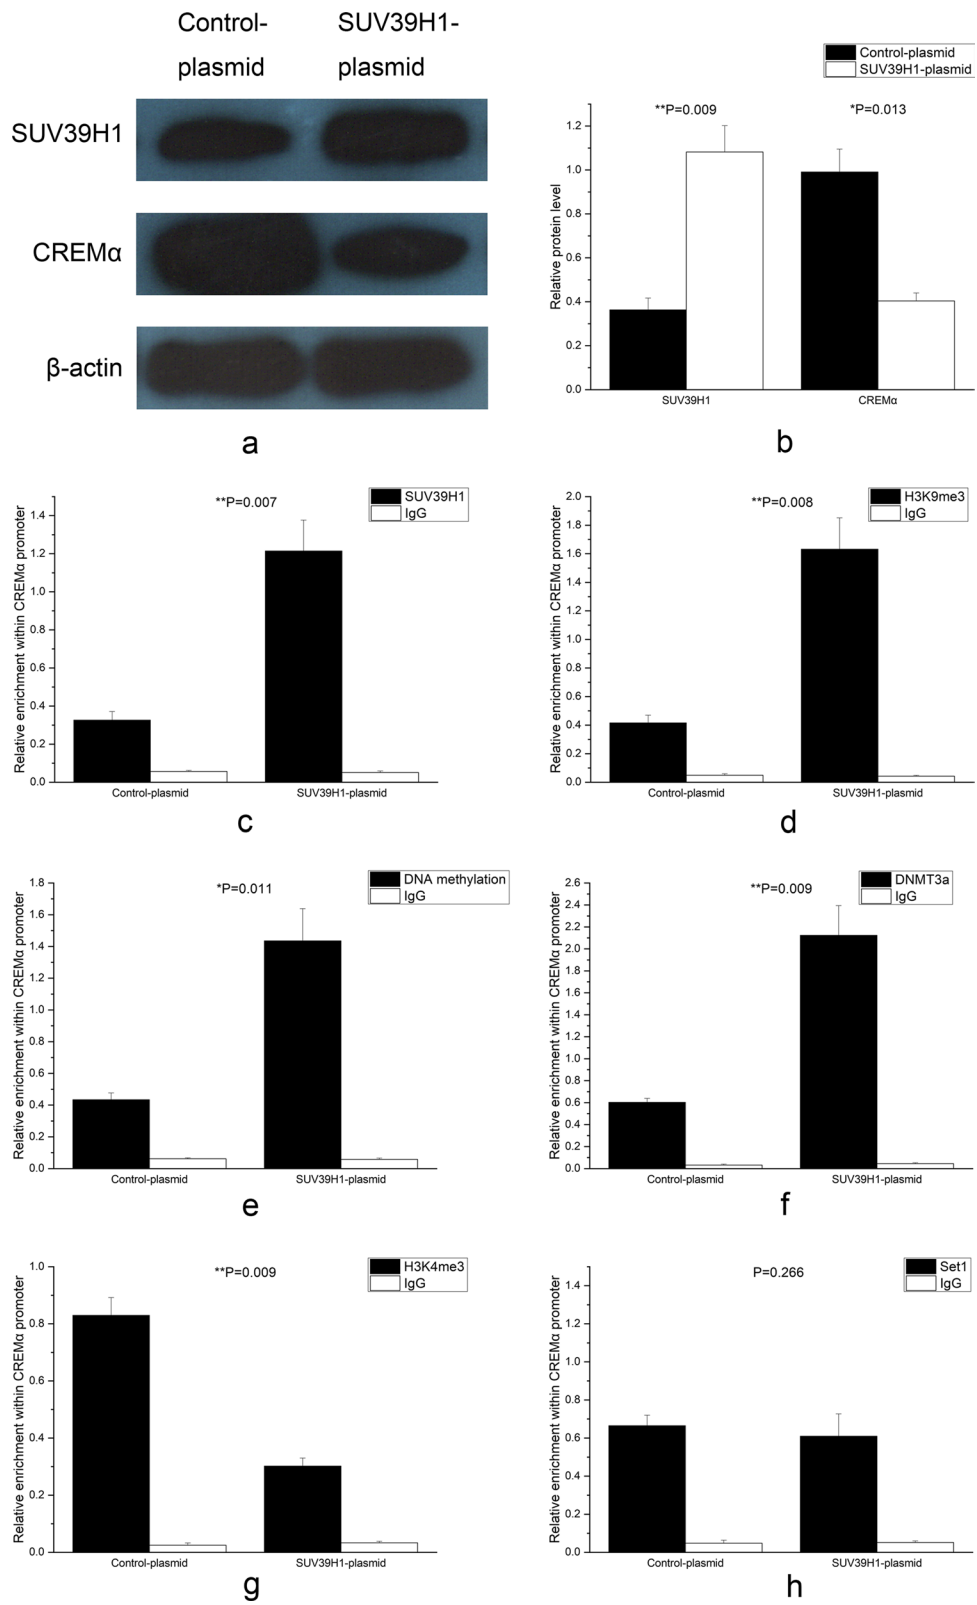 Control-
plasmid
SUV39H1-
plasmid
SUV39H1
CREMα
β-actin
a
Control-plasmid
SUV39H1-plasmid
**P=0.009
*P=0.013
Relative protein level
1.2
1.0
0.8
0.6
0.4
0.2
0.0
SUV39H1
CREMα
b
SUV39H1
IgG
**P=0.007
Relative enrichment within CREMα promoter
1.4
1.2
1.0
0.8
0.6
0.4
0.2
0.0
Control-plasmid
SUV39H1-plasmid
c
H3K9me3
IgG
**P=0.008
Relative enrichment within CREMα promoter
2.0
1.8
1.6
1.4
1.2
1.0
0.8
0.6
0.4
0.2
0.0
Control-plasmid
SUV39H1-plasmid
d
DNA methylation
IgG
*P=0.011
Relative enrichment within CREMα promoter
1.8
1.6
1.4
1.2
1.0
0.8
0.6
0.4
0.2
0.0
Control-plasmid
SUV39H1-plasmid
e
DNMT3a
IgG
**P=0.009
Relative enrichment within CREMα promoter
2.6
2.4
2.2
2.0
1.8
1.6
1.4
1.2
1.0
0.8
0.6
0.4
0.2
0.0
Control-plasmid
SUV39H1-plasmid
f
H3K4me3
IgG
**P=0.009
Relative enrichment within CREMα promoter
1.0
0.8
0.6
0.4
0.2
0.0
Control-plasmid
SUV39H1-plasmid
g
Set1
IgG
P=0.266
Relative enrichment within CREMα promoter
1.4
1.2
1.0
0.8
0.6
0.4
0.2
0.0
Control-plasmid
SUV39H1-plasmid
h